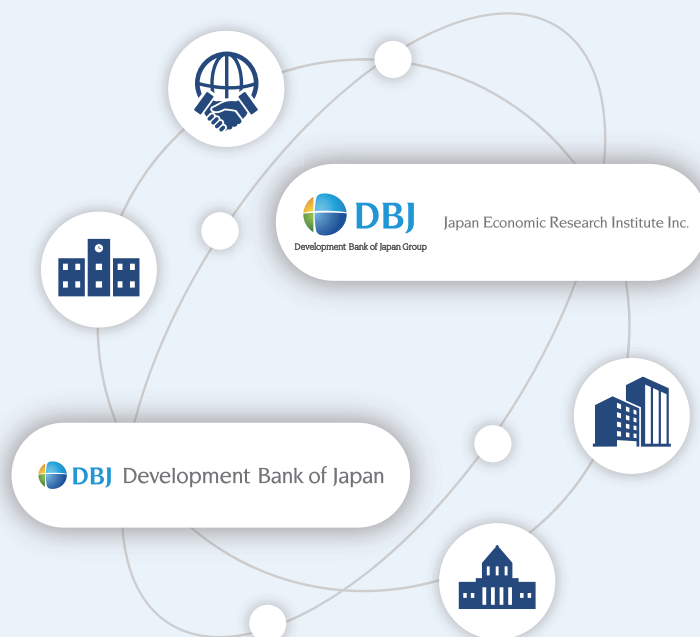 DBJ
Development Bank of Japan Group
Japan Economic Research Institute Inc.
DBJ Development Bank of Japan